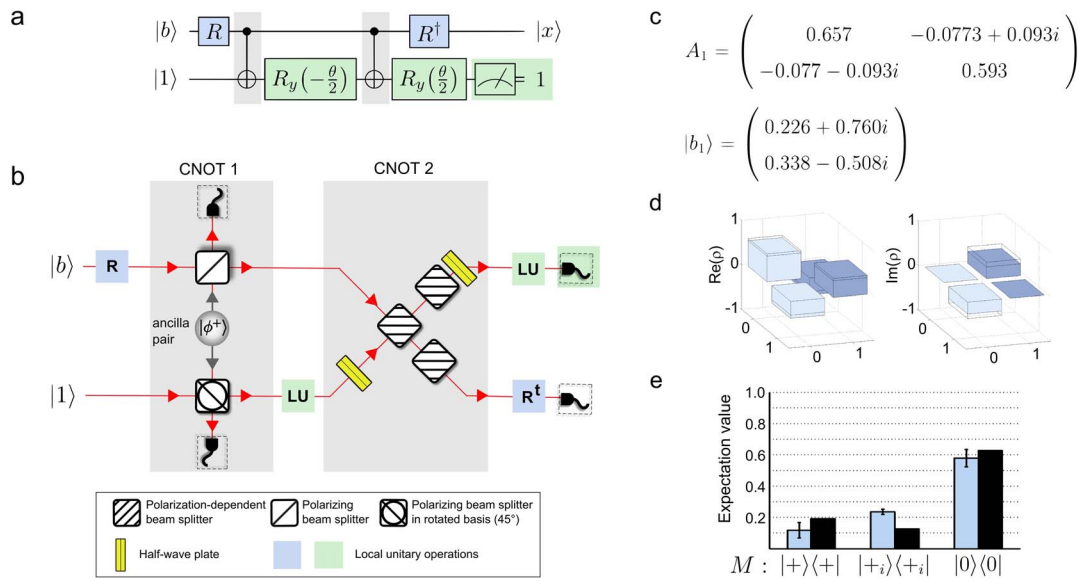 a
|b⟩ R R† |x⟩
|1⟩ R_y(−θ/2) R_y(θ/2) = 1
b
CNOT 1 CNOT 2
|b⟩ R LU
ancilla
pair
|ϕ⁺⟩
|1⟩ LU Rᵗ
Polarization-dependent
beam splitter
Polarizing
beam splitter
Polarizing beam splitter
in rotated basis (45°)
Half-wave plate
Local unitary operations
c
A₁ = ( 0.657 −0.0773 + 0.093i
−0.077 − 0.093i 0.593 )
|b₁⟩ = ( 0.226 + 0.760i
0.338 − 0.508i )
d
Re(ρ)
1
0
-1
0
1
0
1
Im(ρ)
1
0
-1
0
1
0
1
e
Expectation value
1.0
0.8
0.6
0.4
0.2
M : |+⟩⟨+| |+ᵢ⟩⟨+ᵢ| |0⟩⟨0|